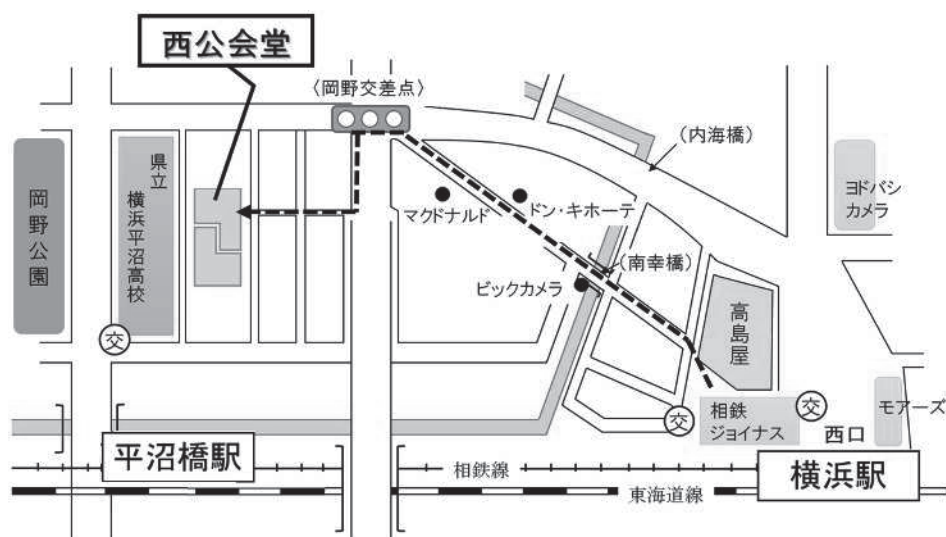 西公会堂
〈岡野交差点〉
(内海橋)
岡野公園
県立
横浜平沼高校
マクドナルド
ドン・キホーテ
ヨドバシ
カメラ
(南幸橋)
ビックカメラ
高島屋
交
交
交
相鉄
ジョイナス
モアーズ
西口
平沼橋駅
相鉄線
横浜駅
東海道線